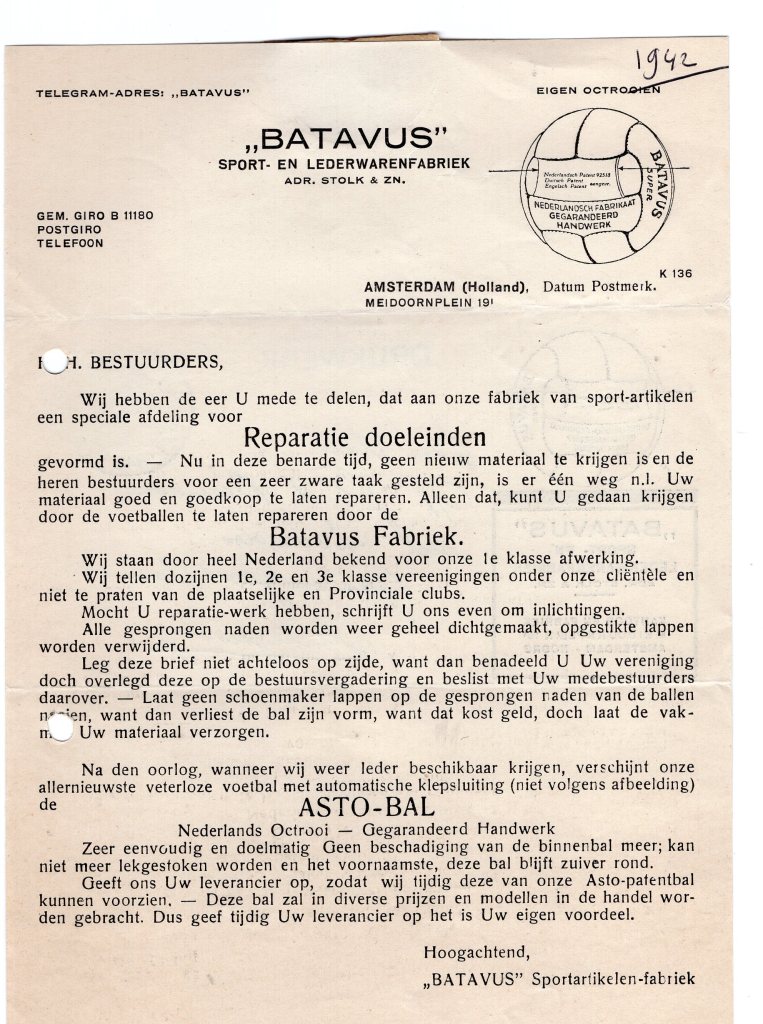 1942
TELEGRAM-ADRES: „BATAVUS"
EIGEN OCTROOIEN
„BATAVUS"
SPORT- EN LEDERWARENFABRIEK
ADR. STOLK & ZN.
Nederlandsch Patent 92518
Duitsch Patent
Engelsch Patent aangevr.
NEDERLANDSCH FABRIKAAT
GEGARANDEERD
HANDWERK
BATAVUS
SUPER
GEM. GIRO B 11180
POSTGIRO
TELEFOON
K 136
AMSTERDAM (Holland), Datum Postmerk.
MEIDOORNPLEIN 19¹
H. BESTUURDERS,
Wij hebben de eer U mede te delen, dat aan onze fabriek van sport-artikelen
een speciale afdeling voor
Reparatie doeleinden
gevormd is. — Nu in deze benarde tijd, geen nieuw materiaal te krijgen is en de
heren bestuurders voor een zeer zware taak gesteld zijn, is er één weg n.l. Uw
materiaal goed en goedkoop te laten repareren. Alleen dat, kunt U gedaan krijgen
door de voetballen te laten repareren door de
Batavus Fabriek.
Wij staan door heel Nederland bekend voor onze 1e klasse afwerking.
Wij tellen dozijnen 1e, 2e en 3e klasse vereenigingen onder onze cliëntèle en
niet te praten van de plaatselijke en Provinciale clubs.
Mocht U reparatie-werk hebben, schrijft U ons even om inlichtingen.
Alle gesprongen naden worden weer geheel dichtgemaakt, opgestikte lappen
worden verwijderd.
Leg deze brief niet achteloos op zijde, want dan benadeeld U Uw vereniging
doch overlegd deze op de bestuursvergadering en beslist met Uw medebestuurders
daarover. — Laat geen schoenmaker lappen op de gesprongen naden van de ballen
want dan verliest de bal zijn vorm, want dat kost geld, doch laat de vak-
Uw materiaal verzorgen.
Na den oorlog, wanneer wij weer leder beschikbaar krijgen, verschijnt onze
allernieuwste veterloze voetbal met automatische klepsluiting (niet volgens afbeelding)
de
ASTO-BAL
Nederlands Octrooi — Gegarandeerd Handwerk
Zeer eenvoudig en doelmatig Geen beschadiging van de binnenbal meer; kan
niet meer lekgestoken worden en het voornaamste, deze bal blijft zuiver rond.
Geeft ons Uw leverancier op, zodat wij tijdig deze van onze Asto-patentbal
kunnen voorzien. — Deze bal zal in diverse prijzen en modellen in de handel wor-
den gebracht. Dus geef tijdig Uw leverancier op het is Uw eigen voordeel.
Hoogachtend,
„BATAVUS" Sportartikelen-fabriek